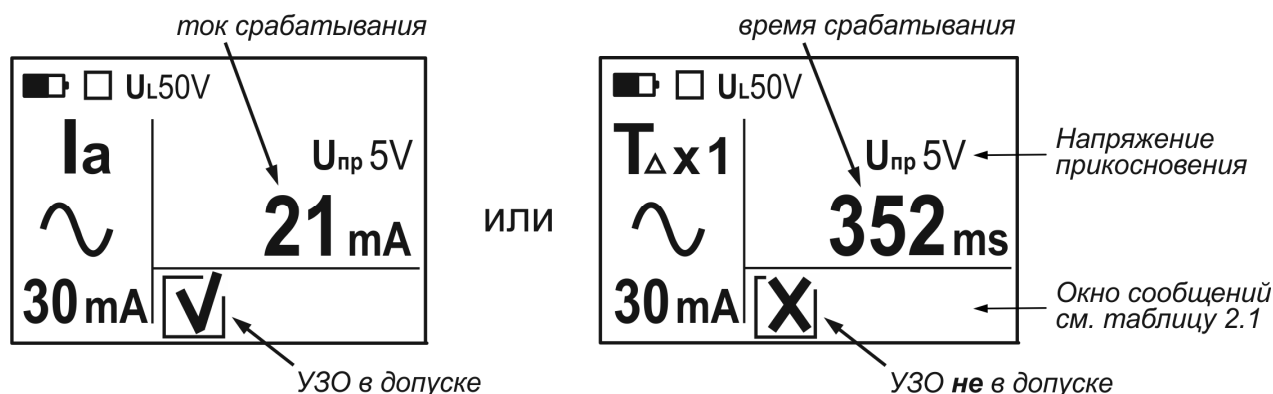 ток срабатывания
UL50V
Ia
Uпр 5V
21 mA
30 mA
УЗО в допуске
или
время срабатывания
UL50V
T△ x 1
Uпр 5V
352 ms
30 mA
Напряжение
прикосновения
Окно сообщений
см. таблицу 2.1
УЗО не в допуске